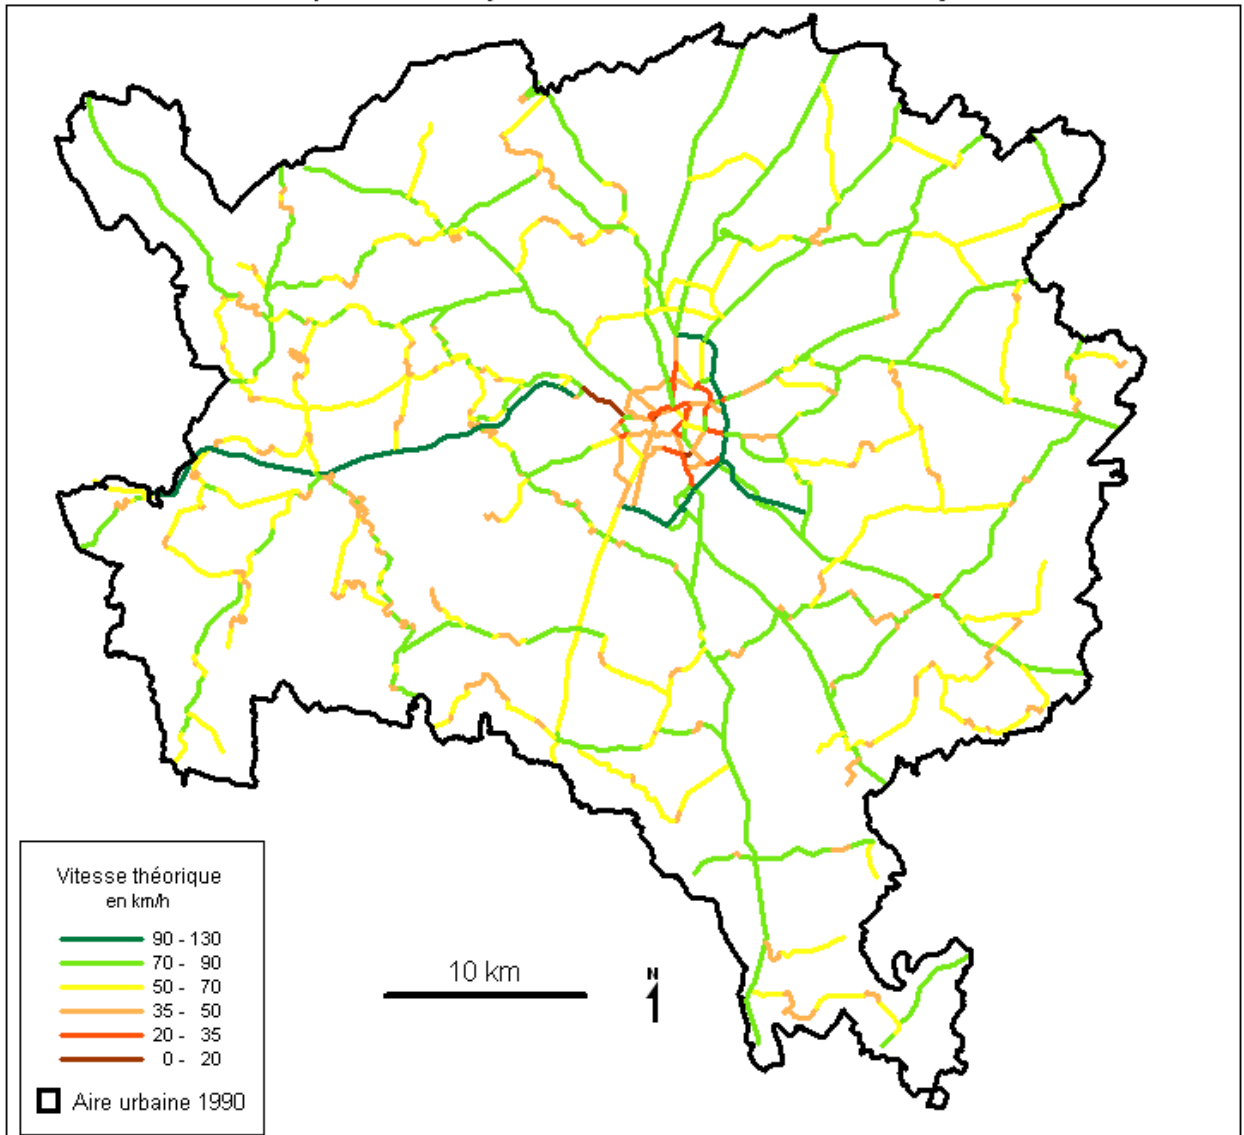 Vitesse théorique
en km/h
90 - 130
70 - 90
50 - 70
35 - 50
20 - 35
0 - 20
Aire urbaine 1990
10 km
N